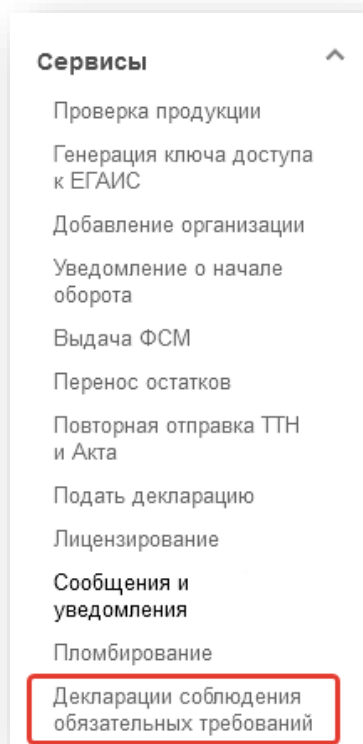 Сервисы
Проверка продукции
Генерация ключа доступа
к ЕГАИС
Добавление организации
Уведомление о начале
оборота
Выдача ФСМ
Перенос остатков
Повторная отправка ТТН
и Акта
Подать декларацию
Лицензирование
Сообщения и
уведомления
Пломбирование
Декларации соблюдения
обязательных требований